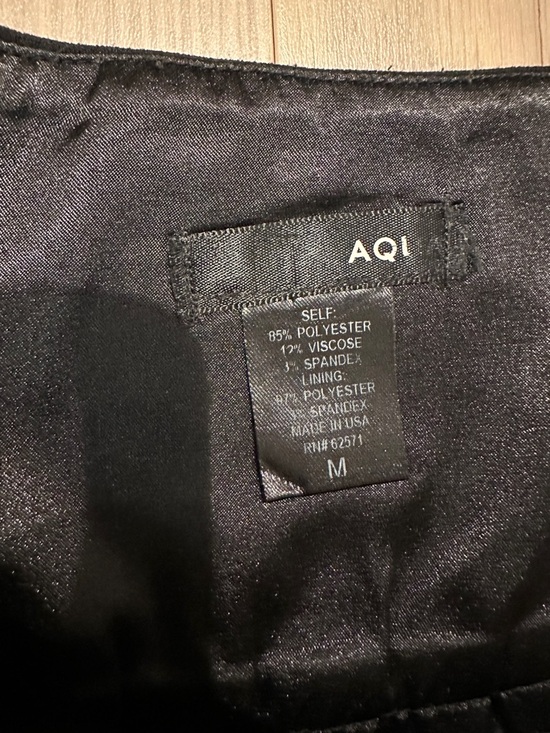 AQI
SELF:
85% POLYESTER
12% VISCOSE
3% SPANDEX
LINING:
97% POLYESTER
3% SPANDEX
MADE IN USA
RN# 62571
M